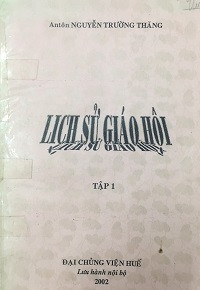 Antôn NGUYỄN TRƯỜNG THĂNG
LỊCH SỬ GIÁO HỘI
TẬP 1
ĐẠI CHỦNG VIỆN HUẾ
Lưu hành nội bộ
2002